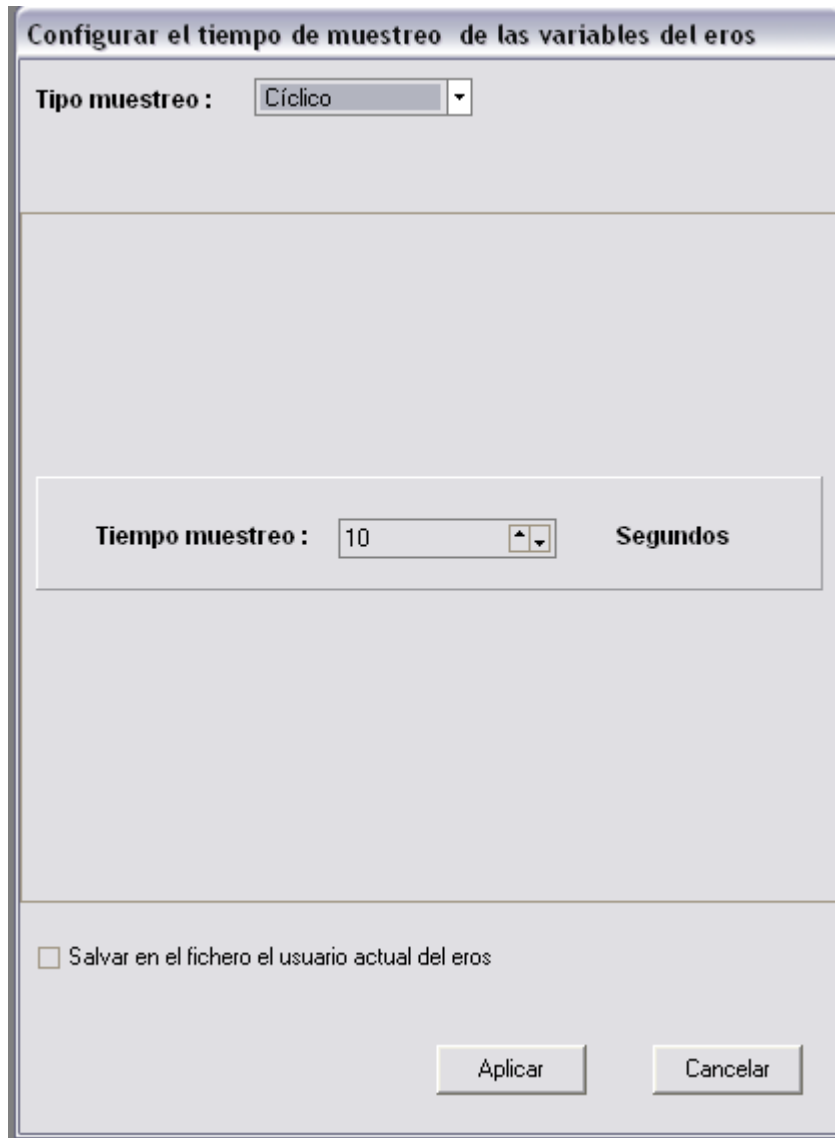 Configurar el tiempo de muestreo de las variables del eros
Tipo muestreo : Cíclico
Tiempo muestreo : 10 Segundos
Salvar en el fichero el usuario actual del eros
Aplicar Cancelar